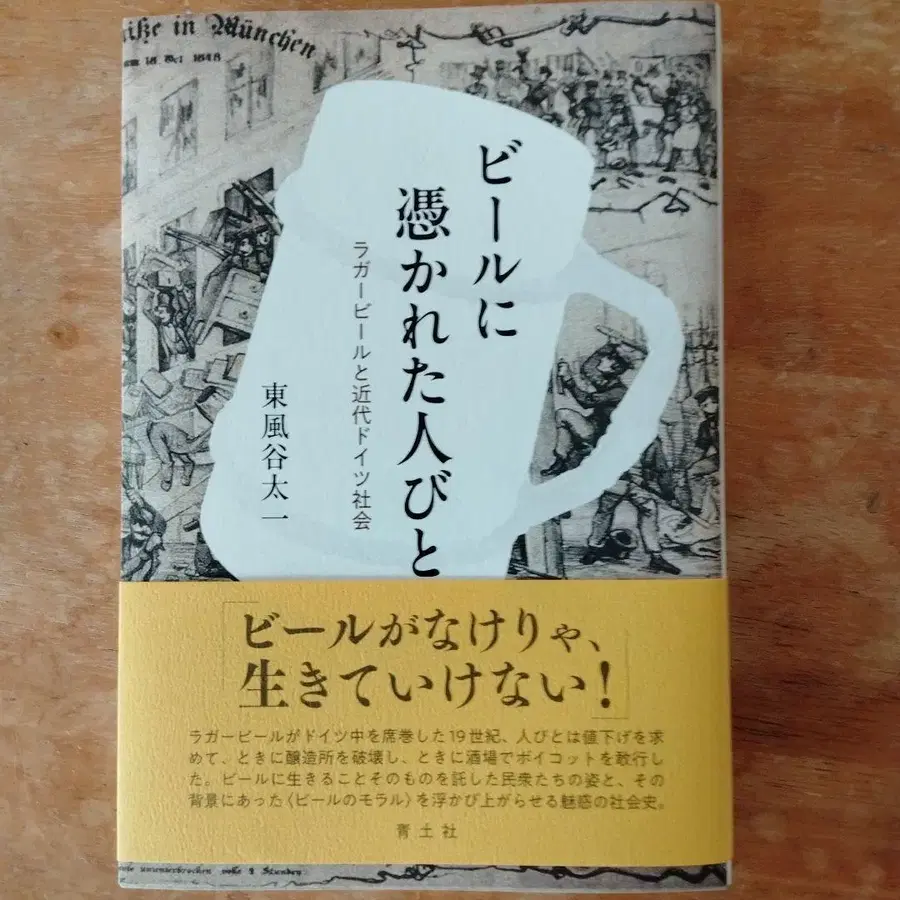 aße in München
am 18 Oct 1848
ビールに
憑かれた人びと
ラガービールと近代ドイツ社会
東風谷太一
「ビールがなけりゃ、
生きていけない!」
ラガービールがドイツ中を席巻した19世紀、人びとは値下げを求
めて、ときに醸造所を破壊し、ときに酒場でボイコットを敢行し
た。ビールに生きることそのものを託した民衆たちの姿と、その
背景にあった〈ビールのモラル〉を浮かび上がらせる魅惑の社会史。
青土社
ununterbrochen volle 2 Stunden